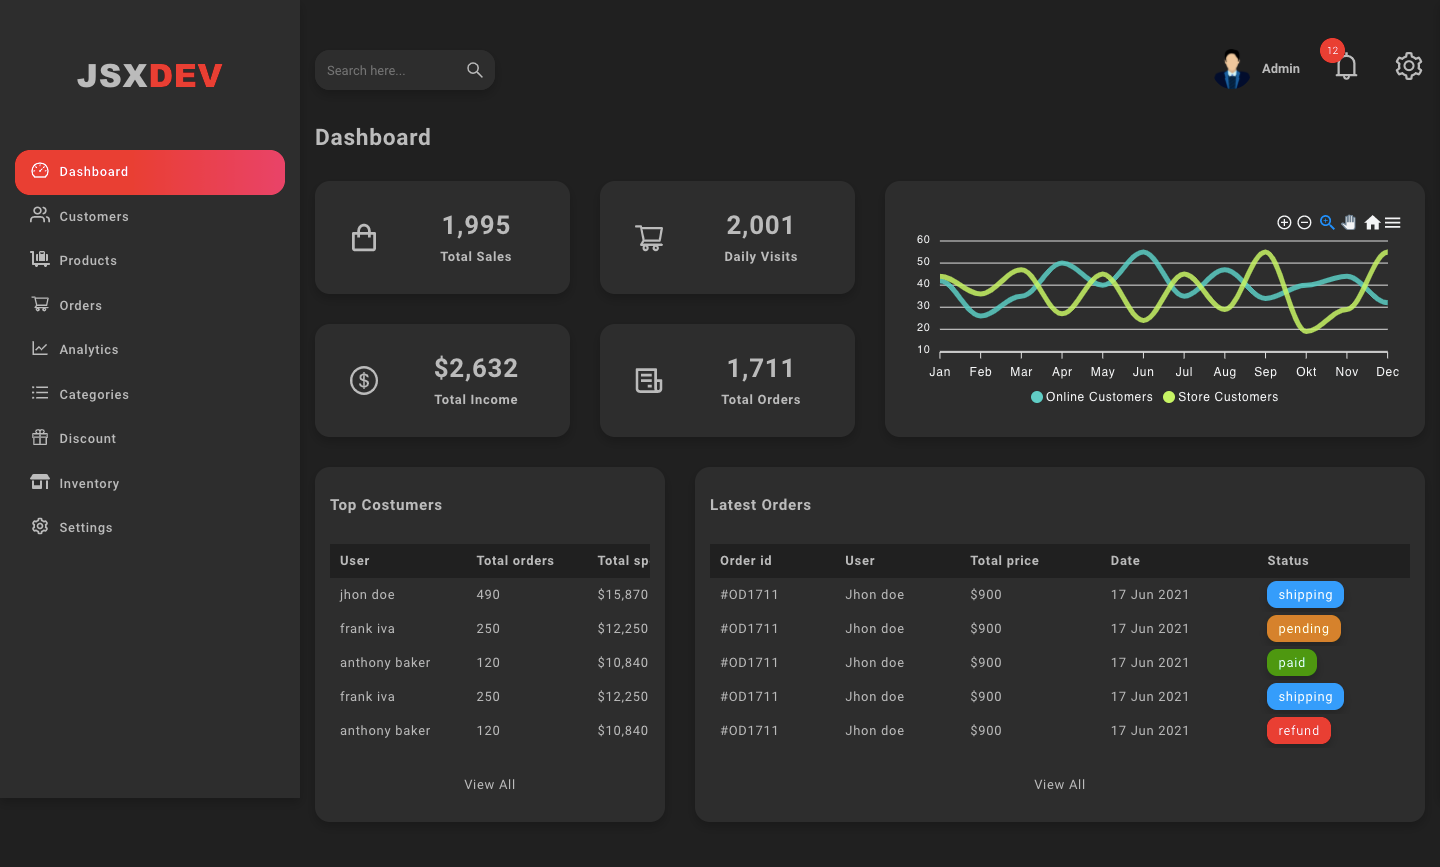 JSXDEV
Dashboard
Customers
Products
Orders
Analytics
Categories
Discount
Inventory
Settings
Search here...
Admin
12
Dashboard
1,995
Total Sales
2,001
Daily Visits
$2,632
Total Income
1,711
Total Orders
60
50
40
30
20
10
Jan Feb Mar Apr May Jun Jul Aug Sep Okt Nov Dec
Online Customers Store Customers
Top Costumers
User Total orders Total sp
jhon doe 490 $15,870
frank iva 250 $12,250
anthony baker 120 $10,840
frank iva 250 $12,250
anthony baker 120 $10,840
View All
Latest Orders
Order id User Total price Date Status
#OD1711 Jhon doe $900 17 Jun 2021 shipping
#OD1711 Jhon doe $900 17 Jun 2021 pending
#OD1711 Jhon doe $900 17 Jun 2021 paid
#OD1711 Jhon doe $900 17 Jun 2021 shipping
#OD1711 Jhon doe $900 17 Jun 2021 refund
View All